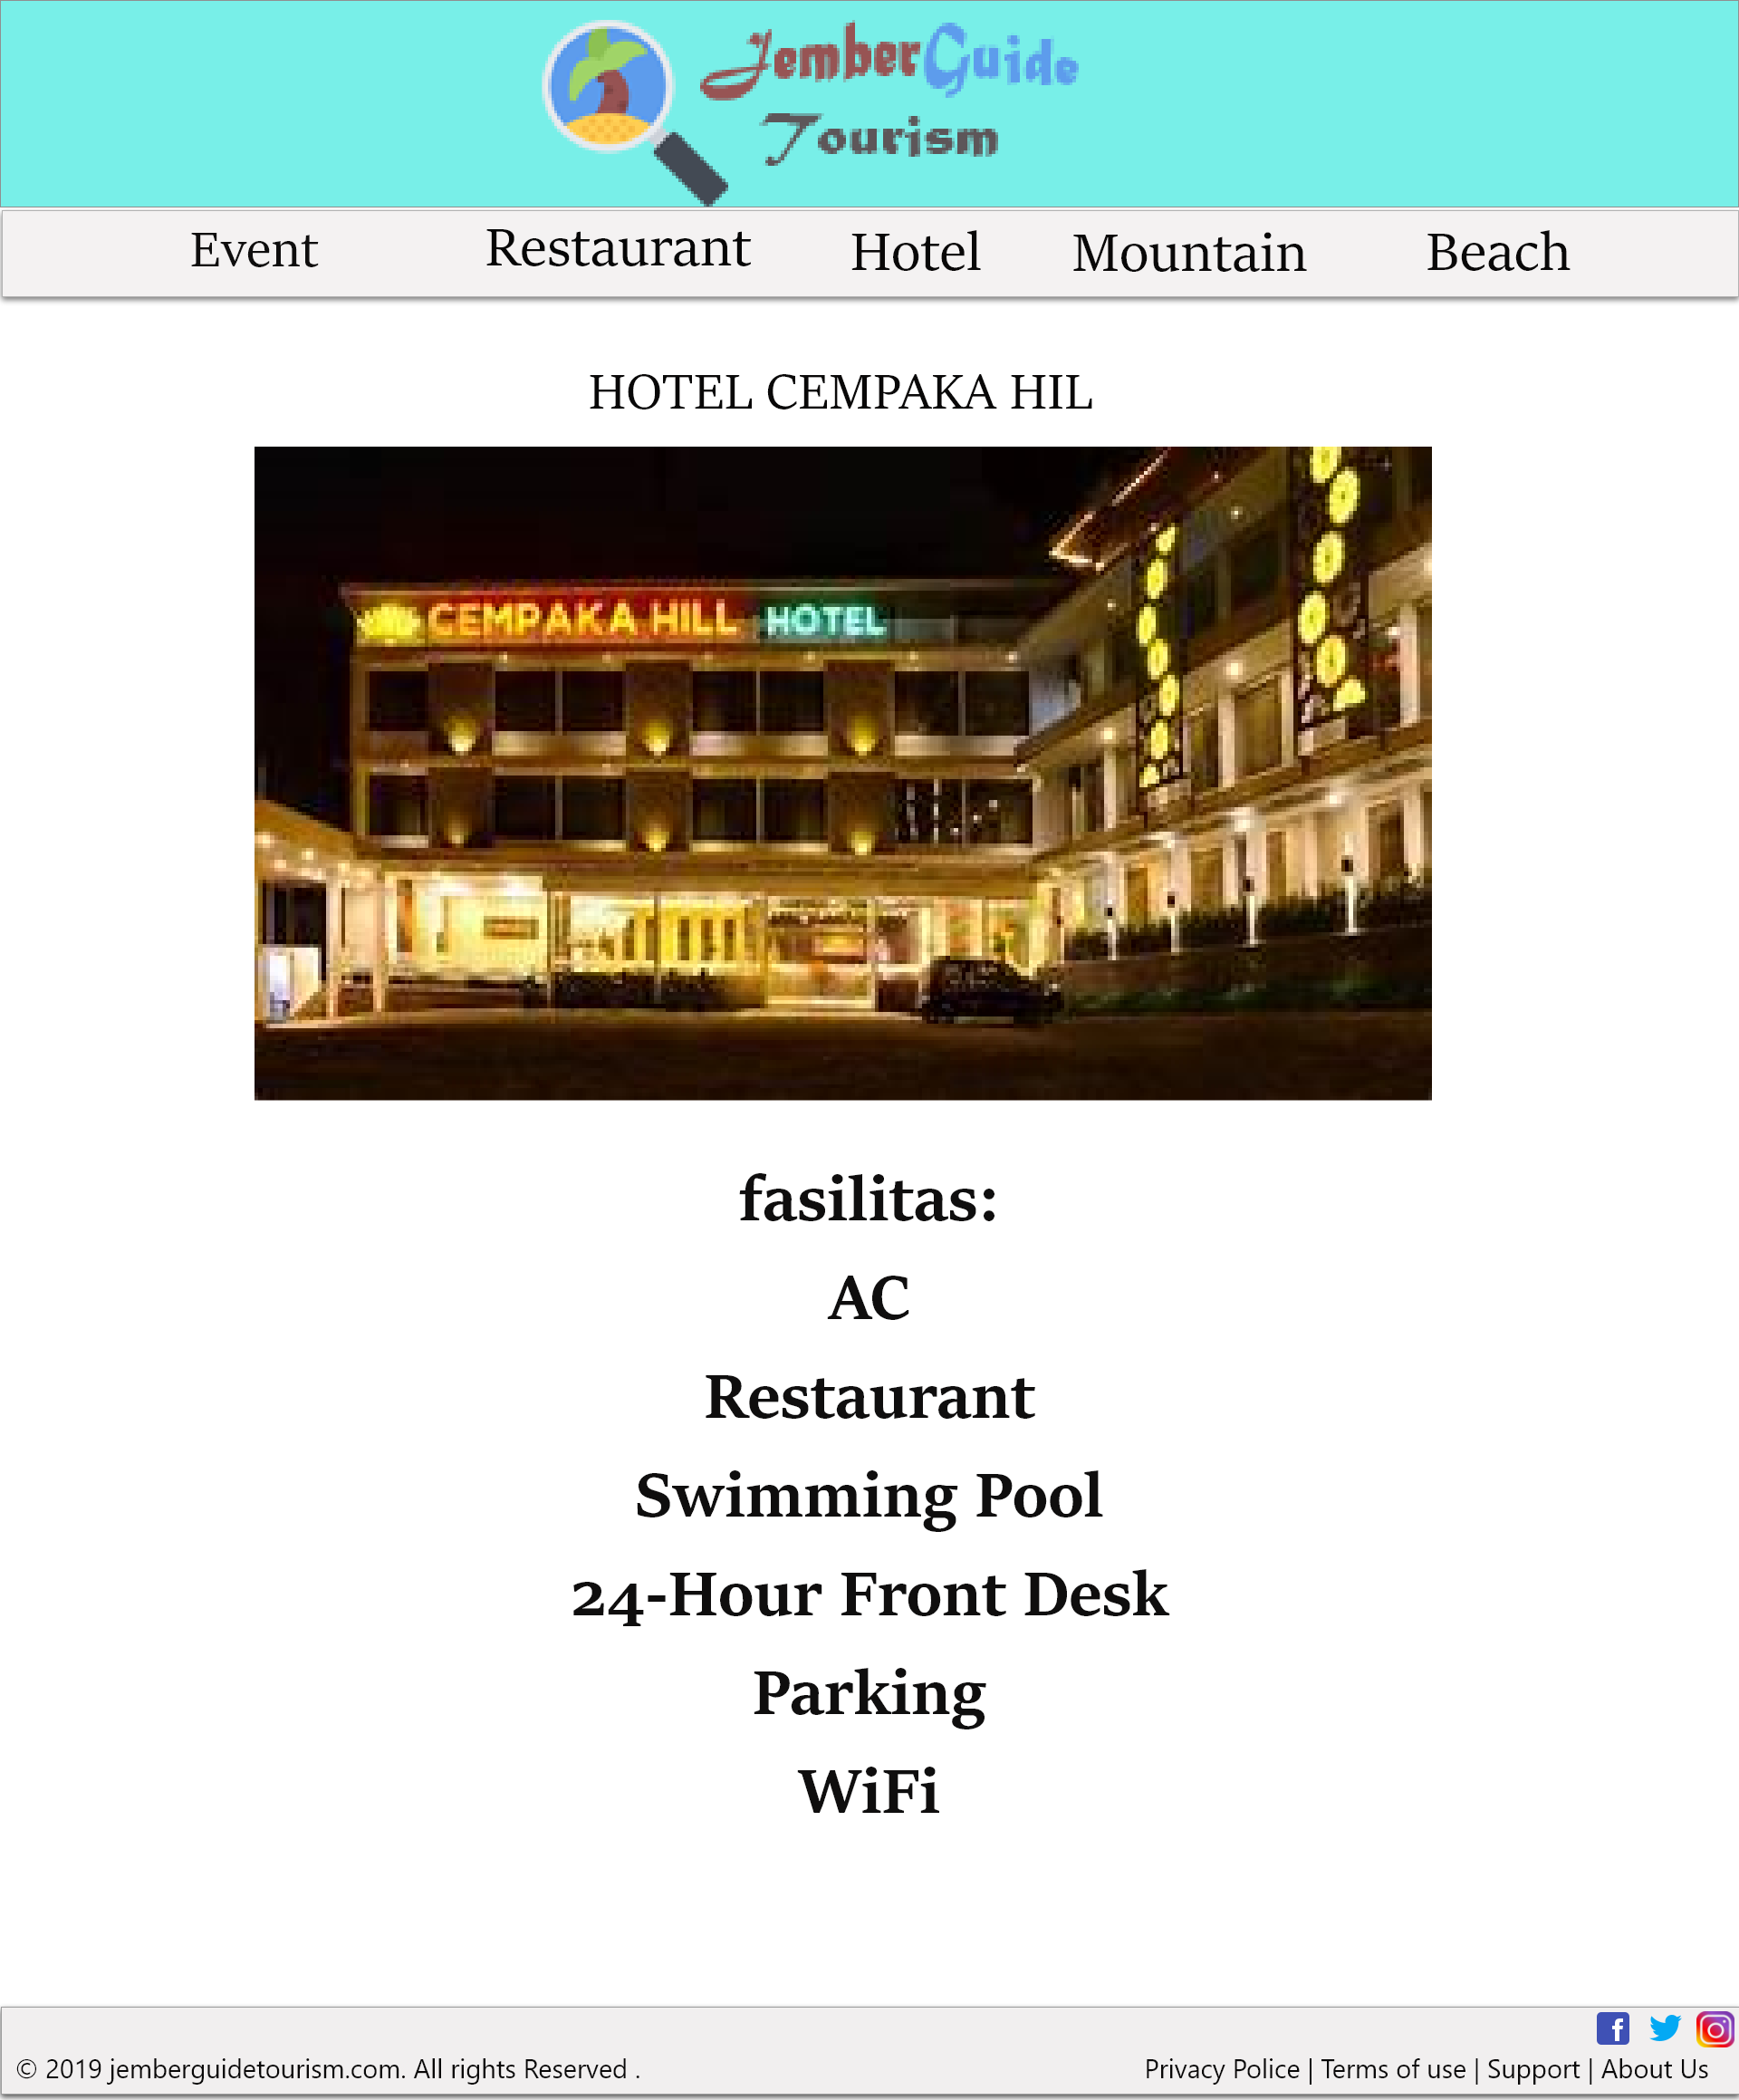 JemberGuide
Tourism
Event Restaurant Hotel Mountain Beach
HOTEL CEMPAKA HIL
CEMPAKA HILL HOTEL
fasilitas:
AC
Restaurant
Swimming Pool
24-Hour Front Desk
Parking
WiFi
© 2019 jemberguidetourism.com. All rights Reserved .
Privacy Police | Terms of use | Support | About Us